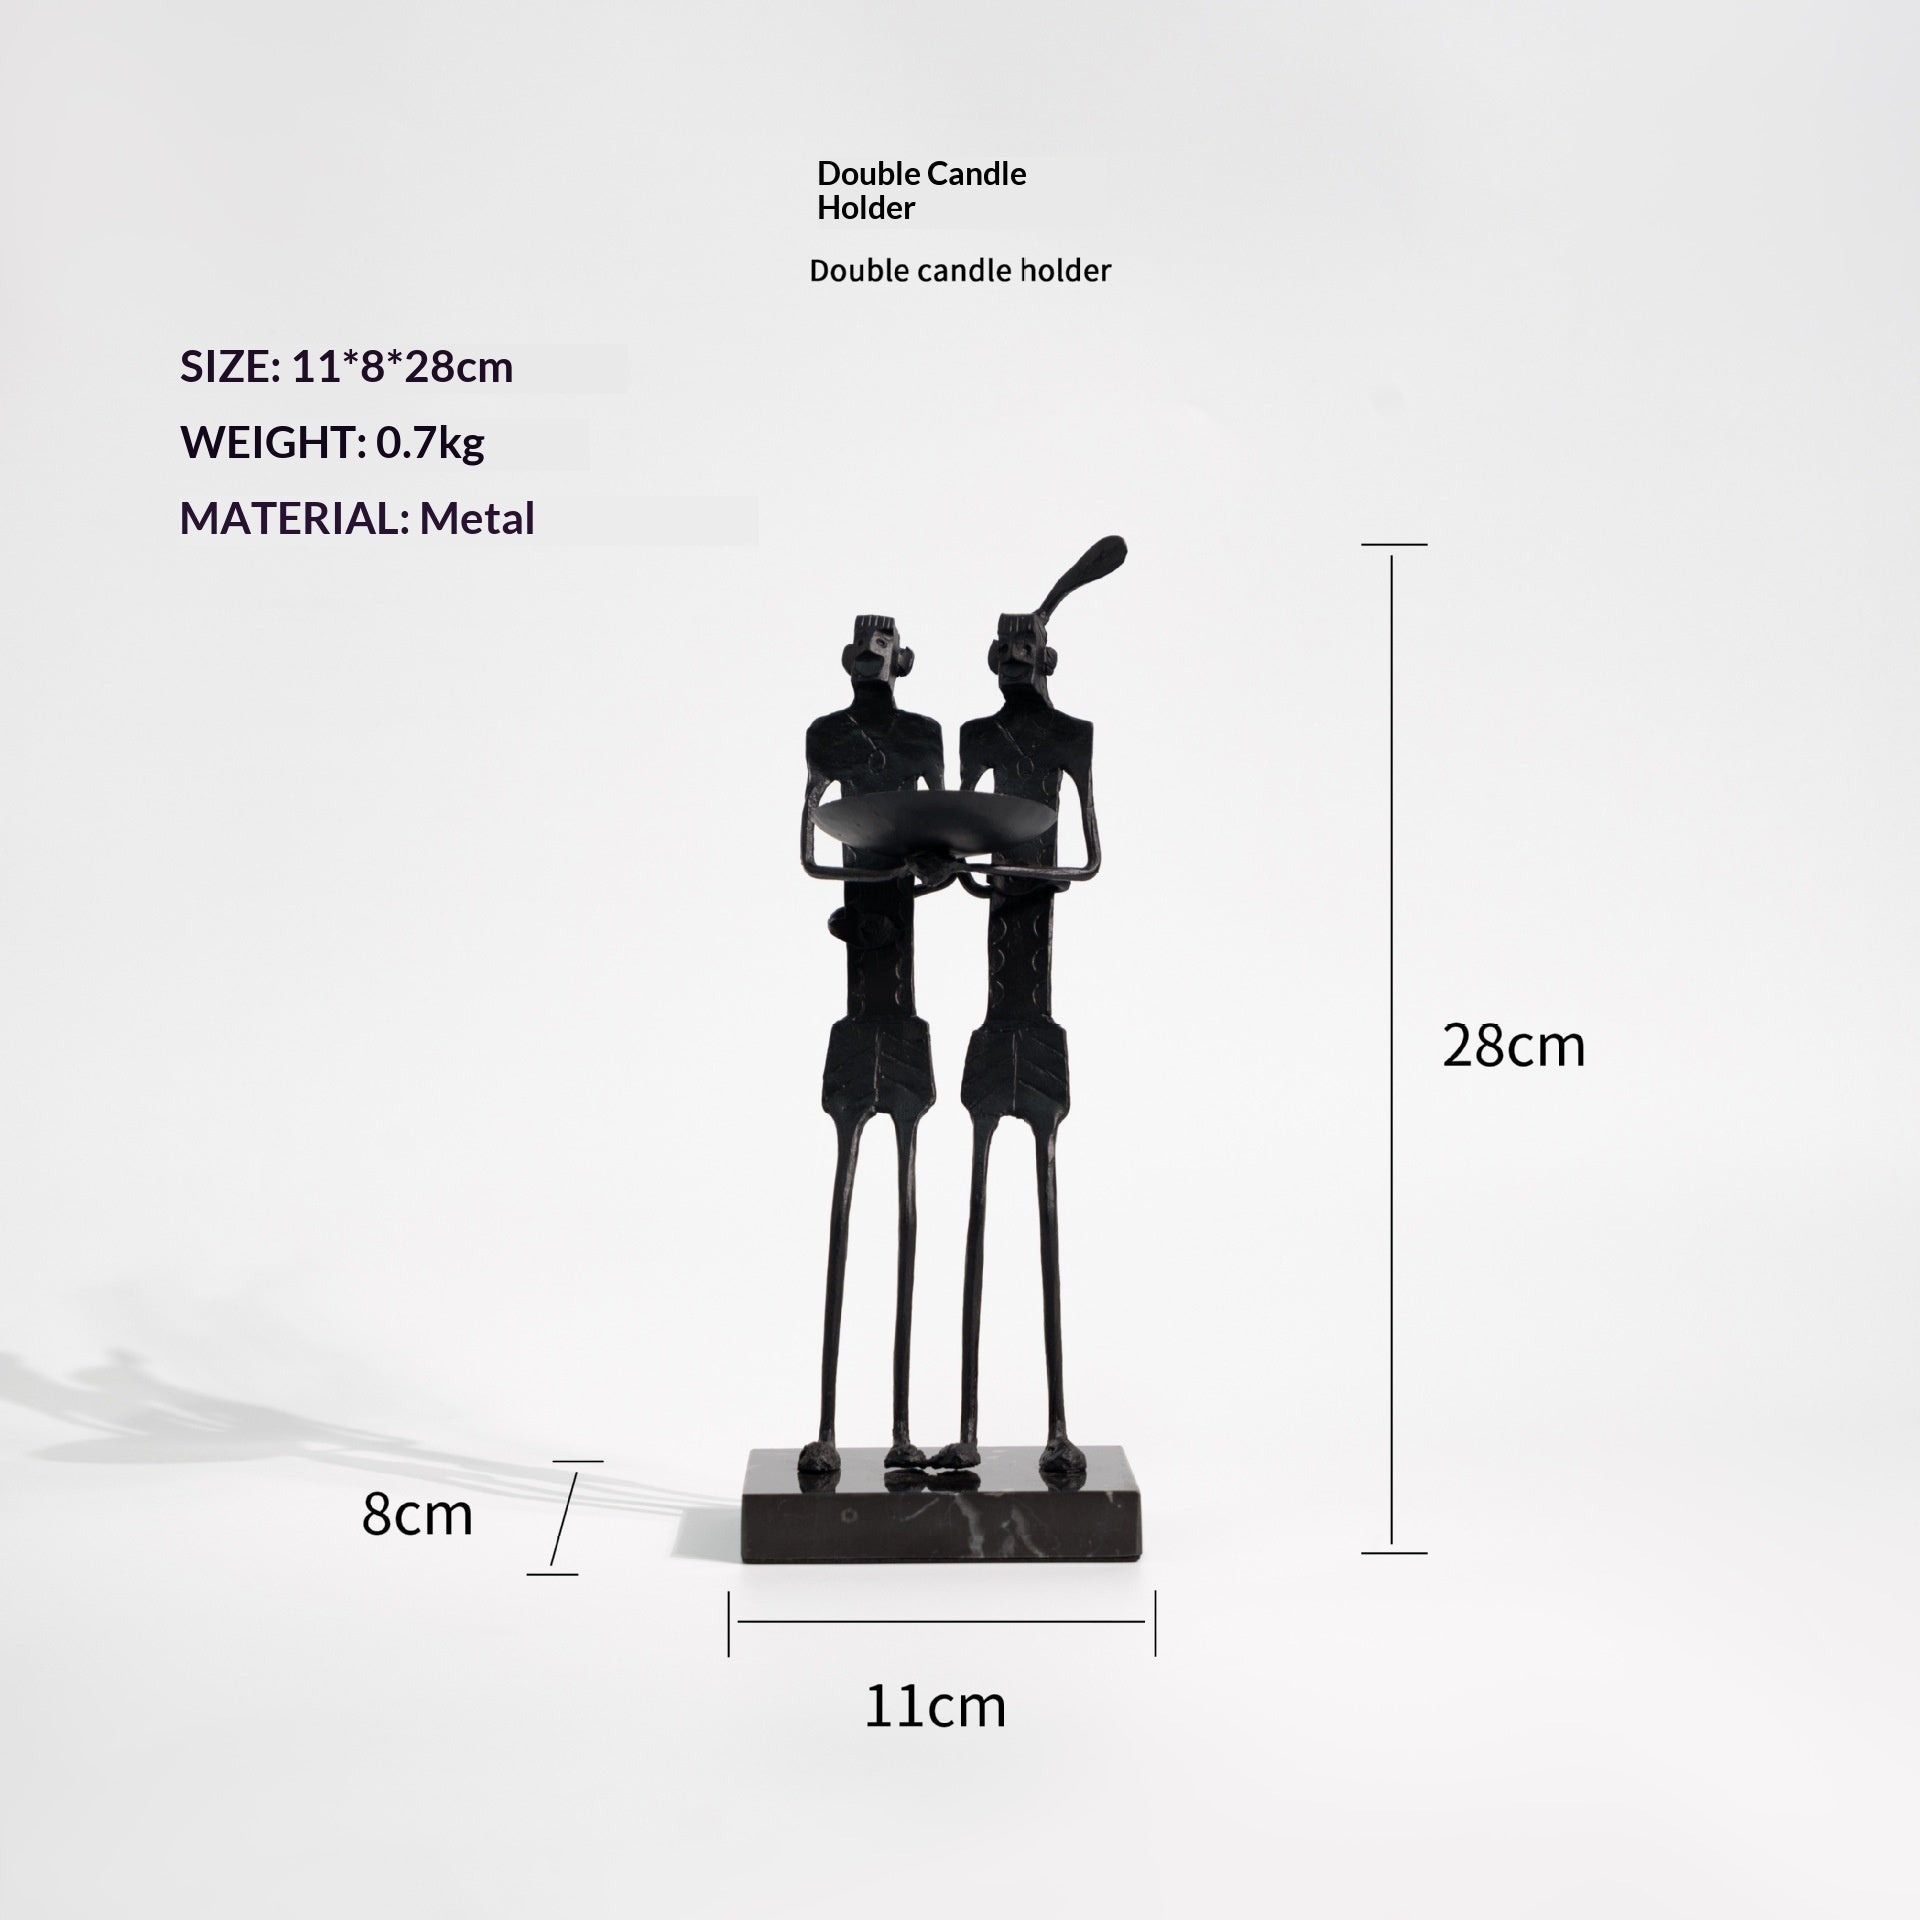 Double Candle
Holder
Double candle holder
SIZE: 11*8*28cm
WEIGHT: 0.7kg
MATERIAL: Metal
28cm
8cm
11cm